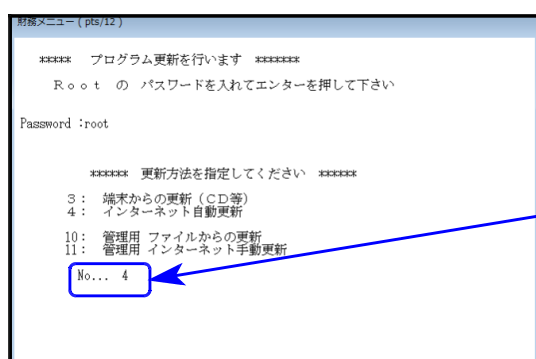 財務メニュー ( pts/12 )
***** プログラム更新を行います *******
Ｒｏｏｔ の パスワードを入れてエンターを押して下さい
Password :root
****** 更新方法を指定してください ******
３： 端末からの更新（ＣＤ等）
４： インターネット自動更新
10： 管理用 ファイルからの更新
11： 管理用 インターネット手動更新
No... 4